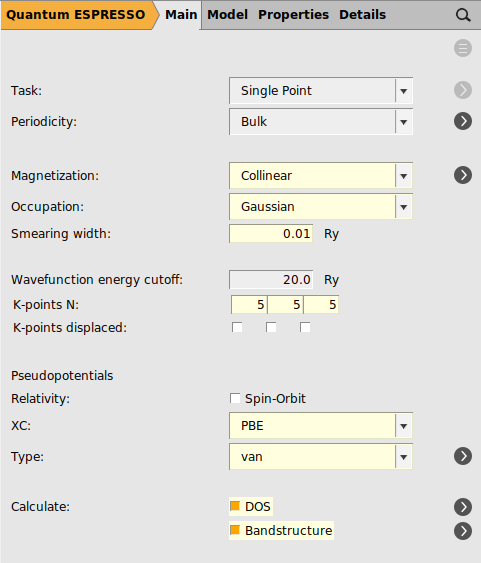 Quantum ESPRESSO Main Model Properties Details
Task: Single Point
Periodicity: Bulk
Magnetization: Collinear
Occupation: Gaussian
Smearing width: 0.01 Ry
Wavefunction energy cutoff: 20.0 Ry
K-points N: 5 5 5
K-points displaced:
Pseudopotentials
Relativity: Spin-Orbit
XC: PBE
Type: van
Calculate: DOS
Bandstructure